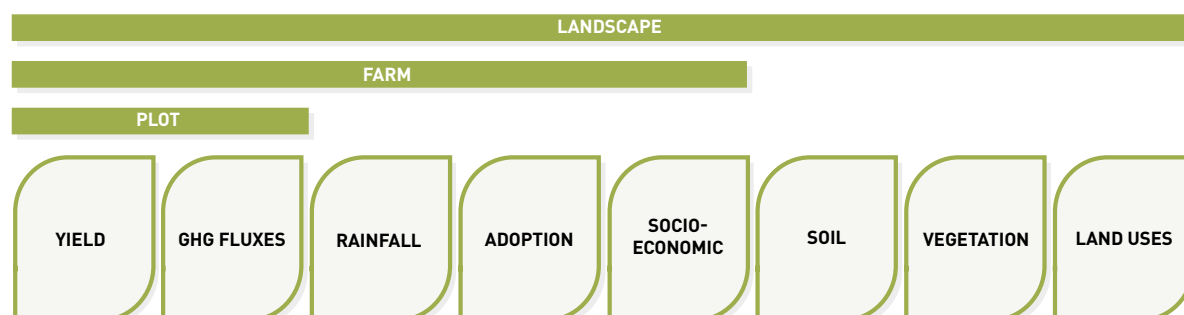 LANDSCAPE
FARM
PLOT
YIELD
GHG FLUXES
RAINFALL
ADOPTION
SOCIO-
ECONOMIC
SOIL
VEGETATION
LAND USES